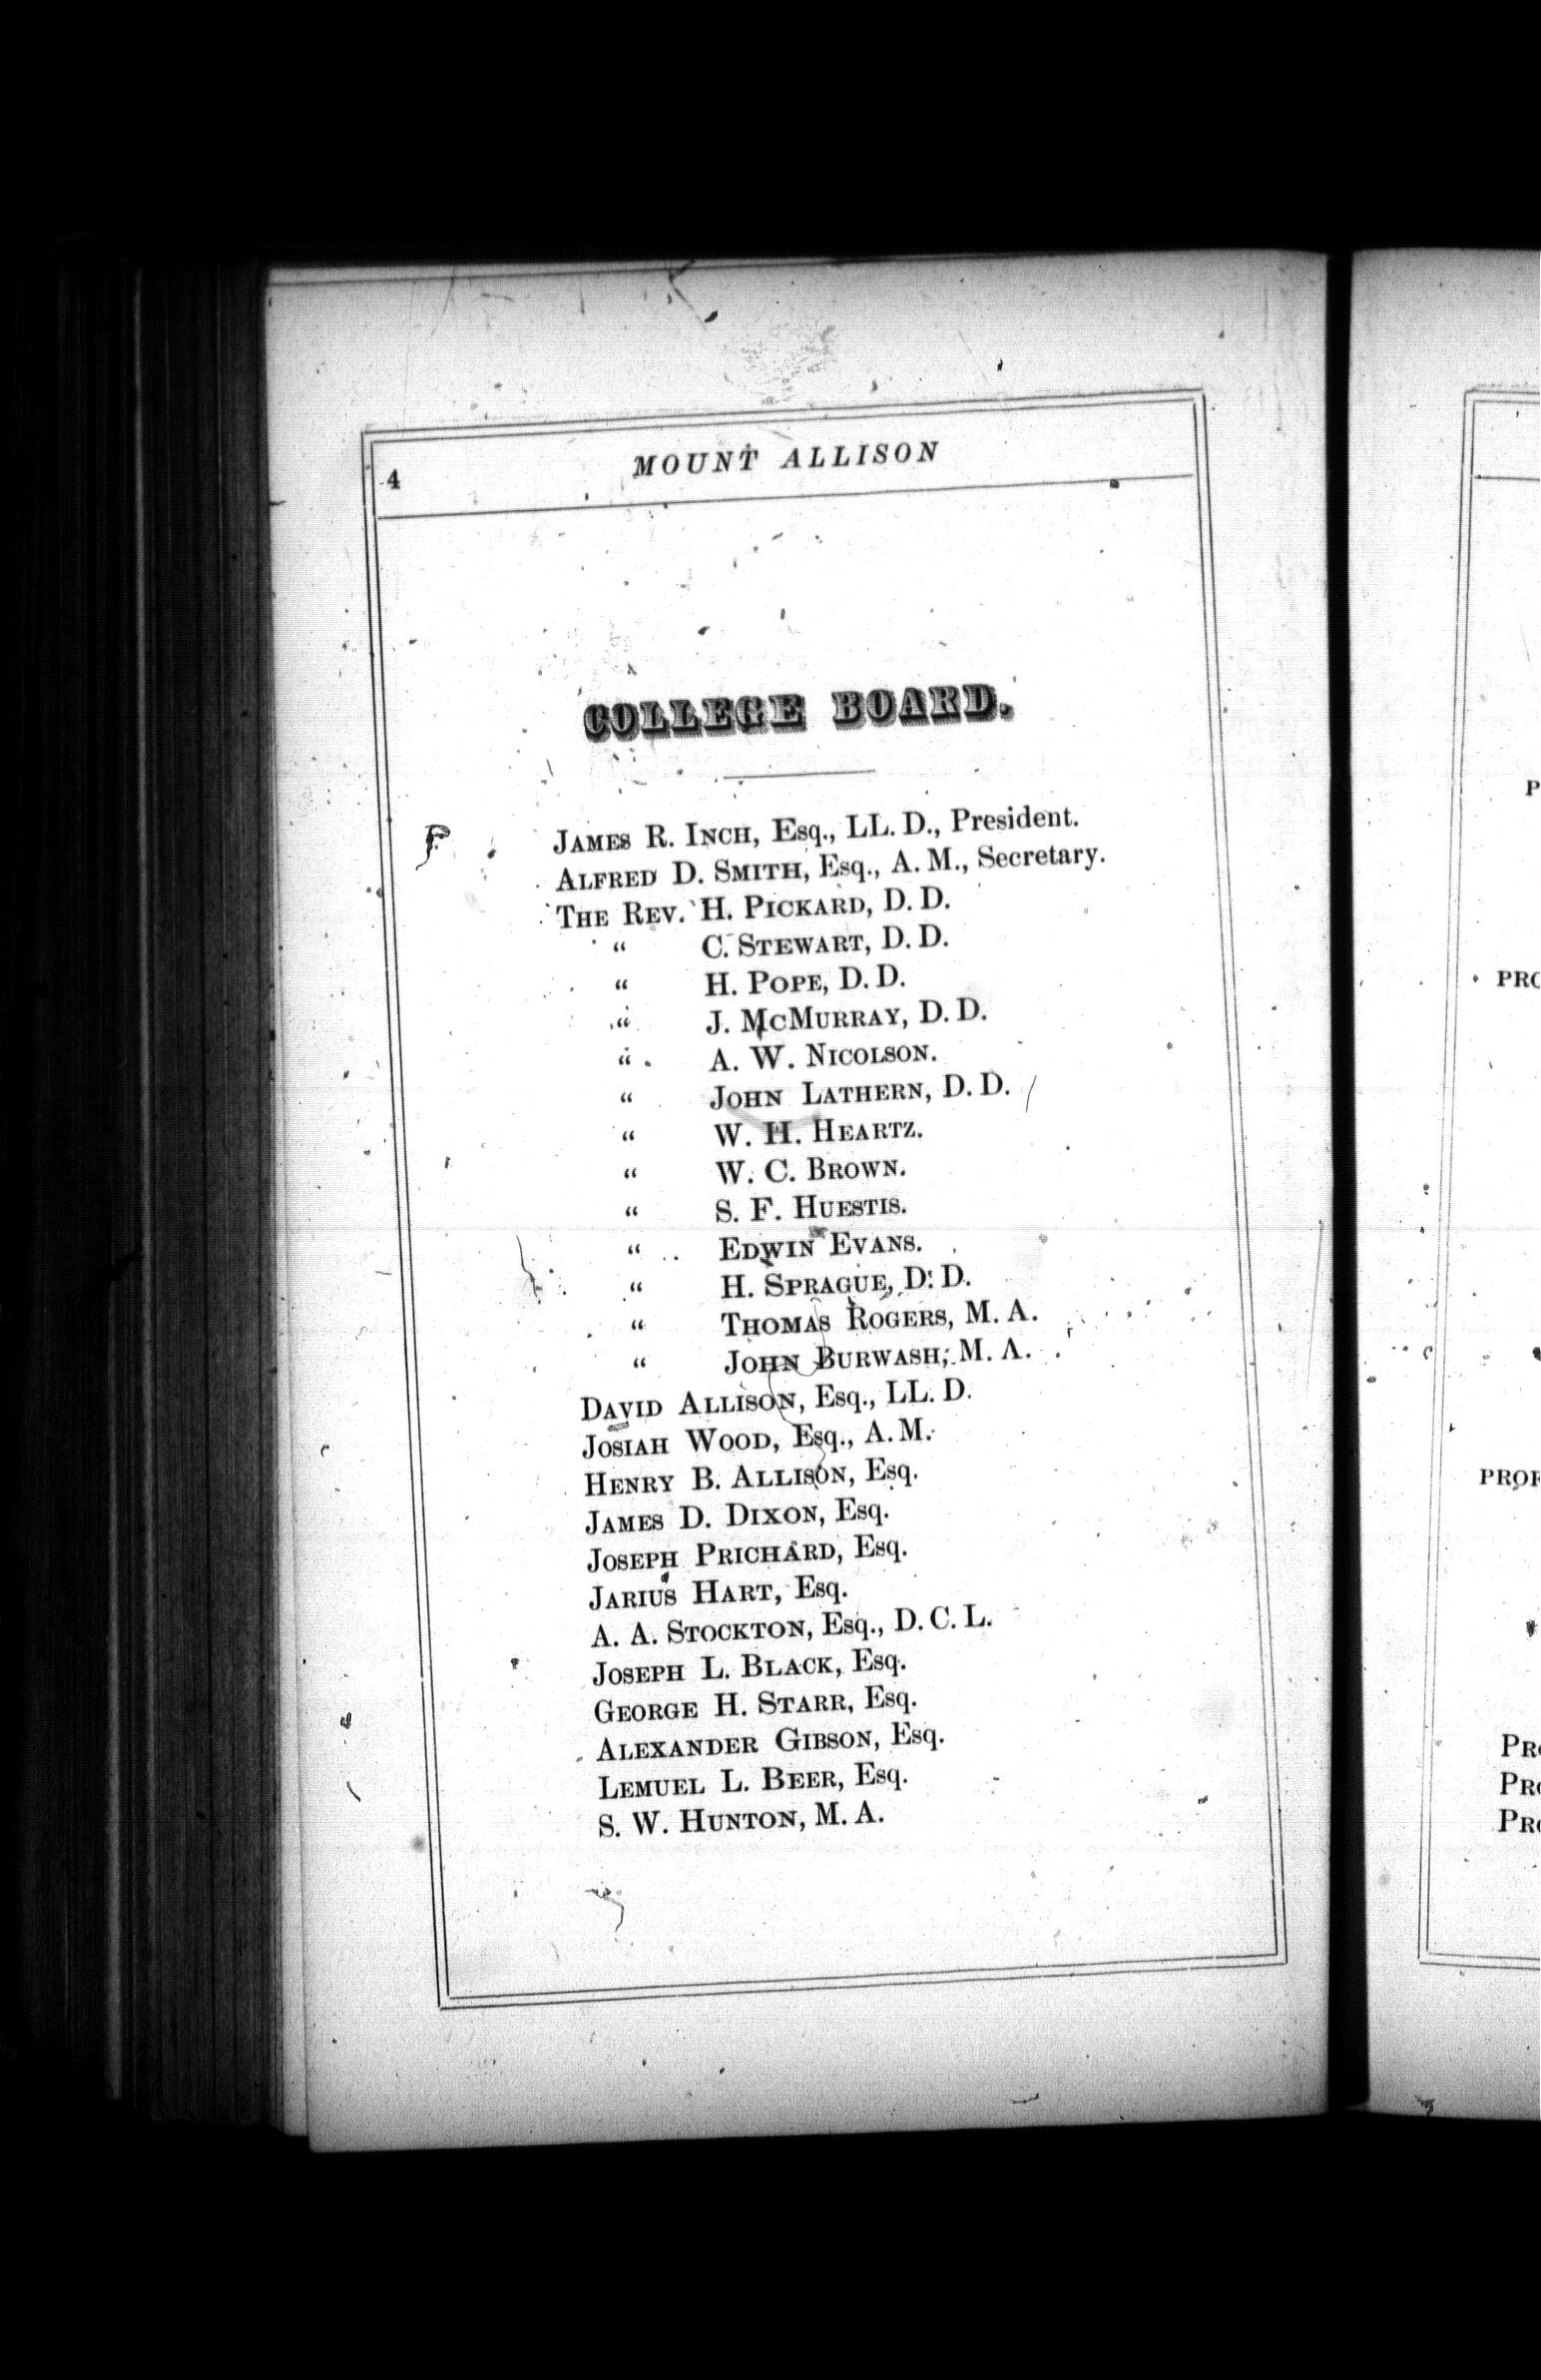 4
MOUNT ALLISON
COLLEGE BOARD.
JAMES R. INCH, Esq., LL. D., President.
ALFRED D. SMITH, Esq., A. M., Secretary.
THE REV. H. PICKARD, D. D.
“ C. STEWART, D. D.
“ H. POPE, D. D.
“ J. MCMURRAY, D. D.
“ A. W. NICOLSON.
“ JOHN LATHERN, D. D.
“ W. H. HEARTZ.
“ W. C. BROWN.
“ S. F. HUESTIS.
“ EDWIN EVANS.
“ H. SPRAGUE, D. D.
“ THOMAS ROGERS, M. A.
“ JOHN BURWASH, M. A.
DAVID ALLISON, Esq., LL. D.
JOSIAH WOOD, Esq., A. M.
HENRY B. ALLISON, Esq.
JAMES D. DIXON, Esq.
JOSEPH PRICHARD, Esq.
JARIUS HART, Esq.
A. A. STOCKTON, Esq., D. C. L.
JOSEPH L. BLACK, Esq.
GEORGE H. STARR, Esq.
ALEXANDER GIBSON, Esq.
LEMUEL L. BEER, Esq.
S. W. HUNTON, M. A.